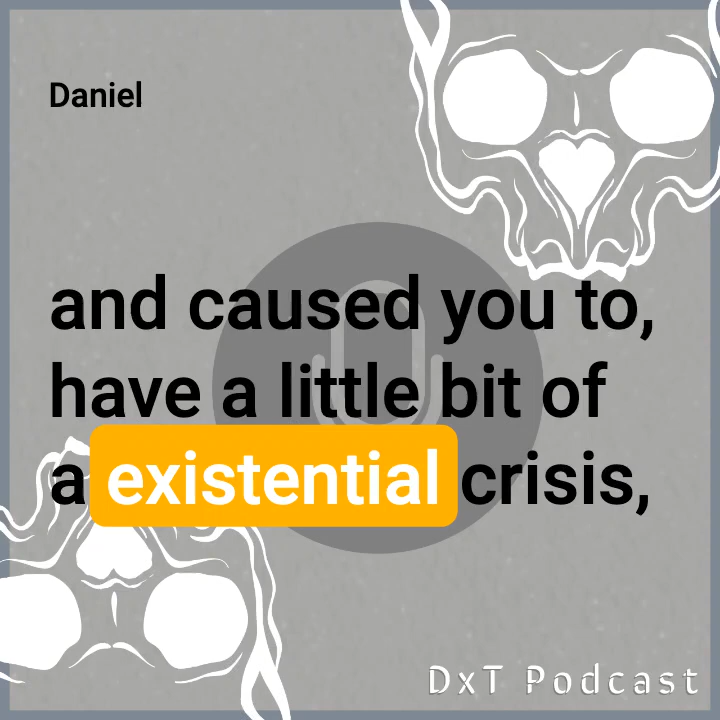 Daniel
and caused you to,
have a little bit of
a existential crisis,
DxT Podcast